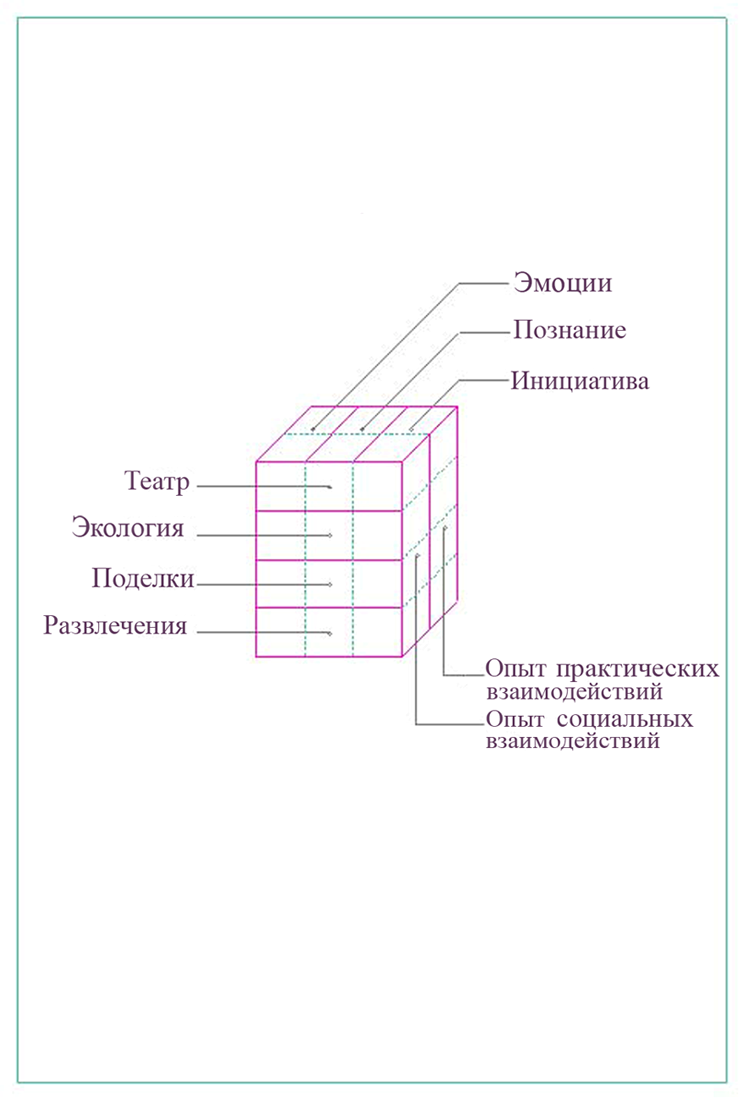 Эмоции
Познание
Инициатива
Театр
Экология
Поделки
Развлечения
Опыт практических
взаимодействий
Опыт социальных
взаимодействий